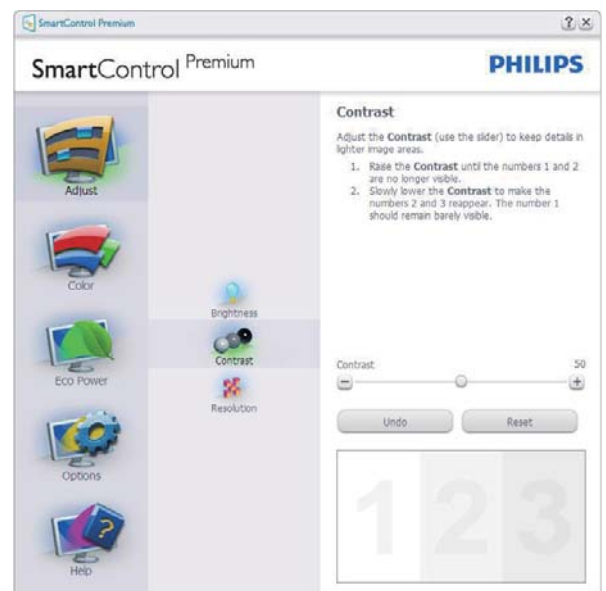 SmartControl Premium
SmartControl Premium
PHILIPS
Adjust
Color
Eco Power
Options
Help
Brightness
Contrast
Resolution
Contrast
Adjust the Contrast (use the slider) to keep details in
lighter image areas.
1. Raise the Contrast until the numbers 1 and 2
are no longer visible.
2. Slowly lower the Contrast to make the
numbers 2 and 3 reappear. The number 1
should remain barely visible.
Contrast 50
Undo Reset
1 2 3